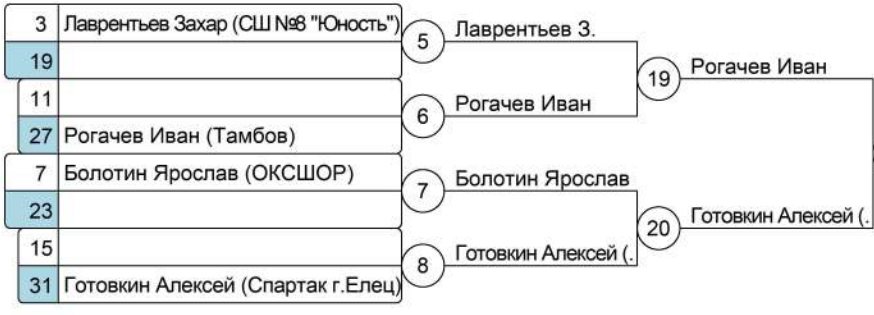 3 Лаврентьев Захар (СШ №8 "Юность")
19
5 Лаврентьев З.
11
27 Рогачев Иван (Тамбов)
6 Рогачев Иван
19 Рогачев Иван
7 Болотин Ярослав (ОКСШОР)
23
7 Болотин Ярослав
15
31 Готовкин Алексей (Спартак г.Елец)
8 Готовкин Алексей (.
20 Готовкин Алексей (.